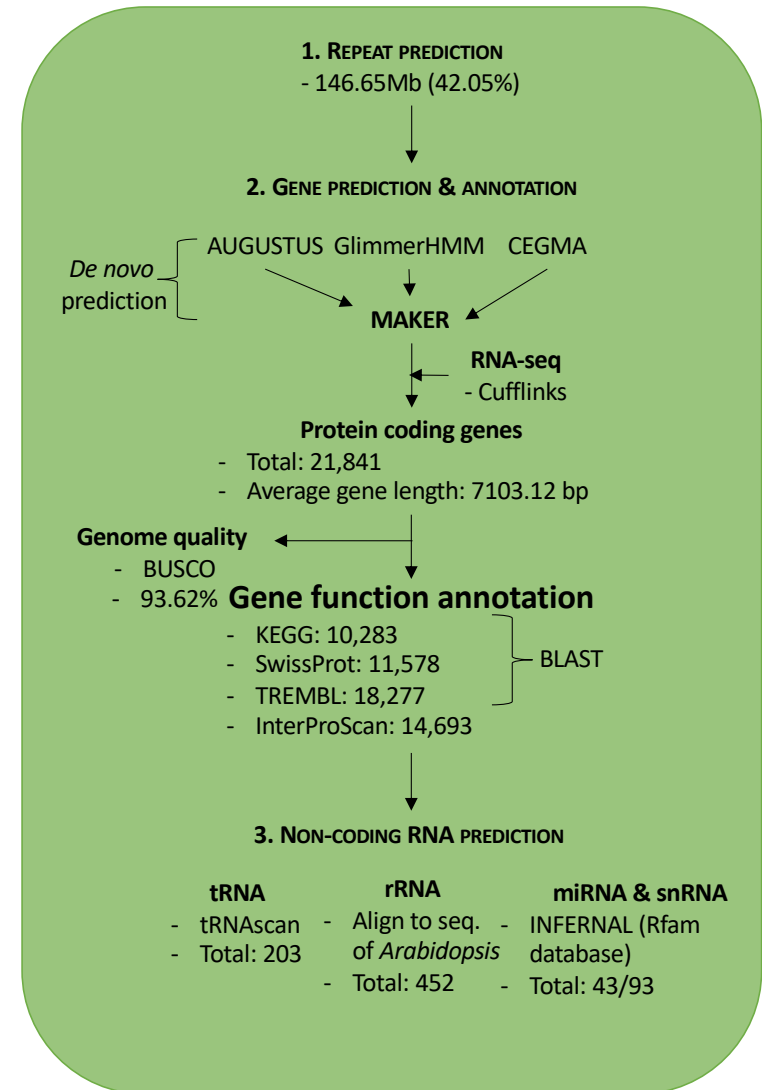 1. REPEAT PREDICTION
- 146.65Mb (42.05%)
2. GENE PREDICTION & ANNOTATION
De novo
prediction
AUGUSTUS GlimmerHMM CEGMA
MAKER
RNA-seq
- Cufflinks
Protein coding genes
- Total: 21,841
- Average gene length: 7103.12 bp
Genome quality
- BUSCO
- 93.62%
Gene function annotation
- KEGG: 10,283
- SwissProt: 11,578
- TREMBL: 18,277
- InterProScan: 14,693
BLAST
3. NON-CODING RNA PREDICTION
tRNA
- tRNAscan
- Total: 203
rRNA
- Align to seq.
of Arabidopsis
- Total: 452
miRNA & snRNA
- INFERNAL (Rfam
database)
- Total: 43/93